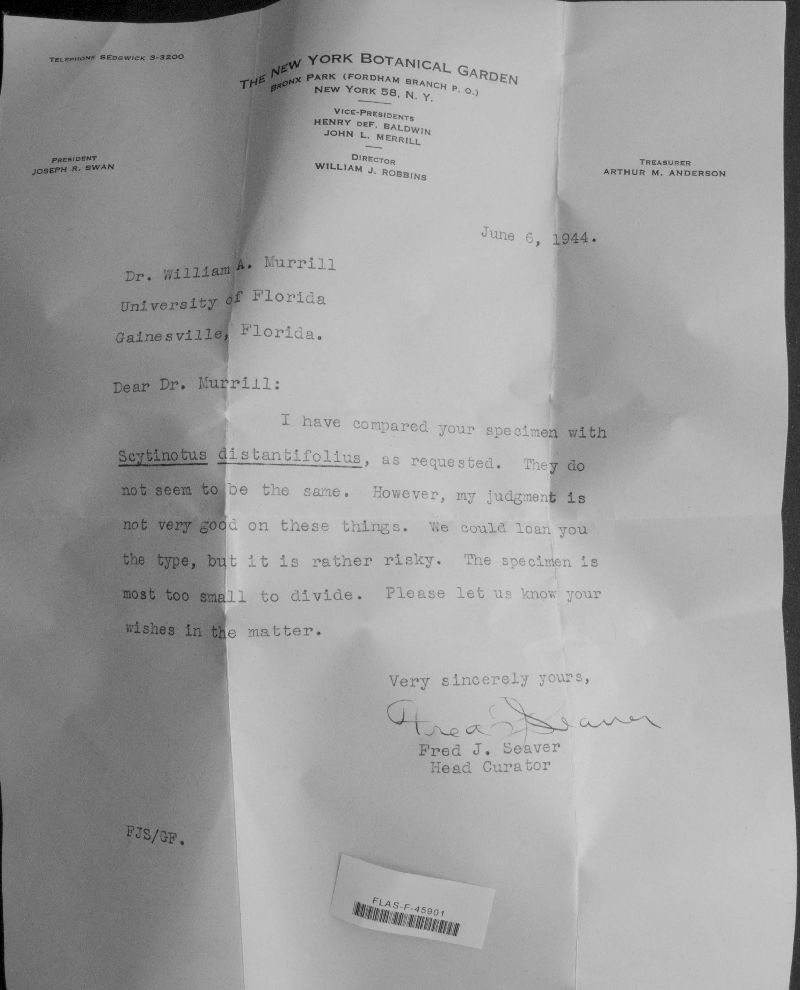 TELEPHONE SEDGWICK 3-3200
THE NEW YORK BOTANICAL GARDEN
BRONX PARK (FORDHAM BRANCH P. O.)
NEW YORK 58, N. Y.
VICE-PRESIDENTS
HENRY DEF. BALDWIN
JOHN L. MERRILL
PRESIDENT
JOSEPH R. SWAN
DIRECTOR
WILLIAM J. ROBBINS
TREASURER
ARTHUR M. ANDERSON
June 6, 1944.
Dr. William A. Murrill
University of Florida
Gainesville, Florida.
Dear Dr. Murrill:
I have compared your specimen with
Scytinotus distantifolius, as requested. They do
not seem to be the same. However, my judgment is
not very good on these things. We could loan you
the type, but it is rather risky. The specimen is
most too small to divide. Please let us know your
wishes in the matter.
Very sincerely yours,
Fred J Seaver
Fred J. Seaver
Head Curator
FJS/GF.
FLAS-F-45901